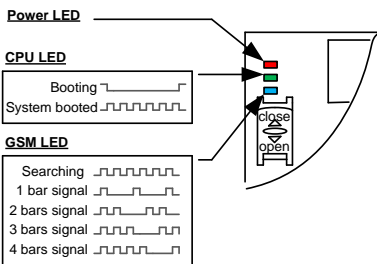 Power LED
CPU LED
Booting
System booted
GSM LED
Searching
1 bar signal
2 bars signal
3 bars signal
4 bars signal
close
open